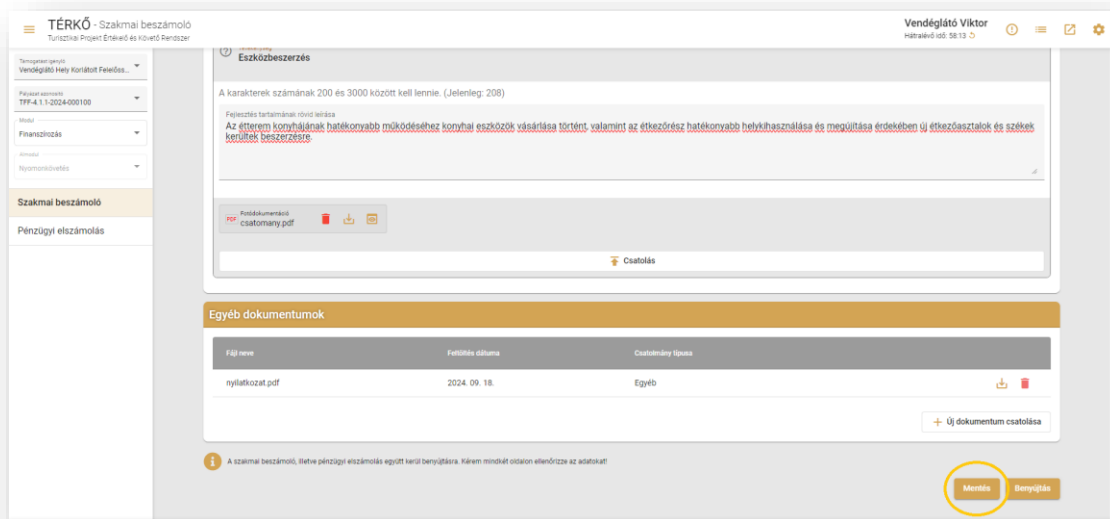 TÉRKŐ - Szakmai beszámoló
Turisztikai Projekt Értékelő és Követő Rendszer
Vendéglátó Viktor
Hátralévő idő: 58:13
Támogatást igénylő
Vendéglátó Hely Korlátolt Felelőss...
Pályázat azonosító
TFF-4.1.1-2024-000100
Modul
Finanszírozás
Almodul
Nyomonkövetés
Szakmai beszámoló
Pénzügyi elszámolás
Eszközbeszerzés
A karakterek számának 200 és 3000 között kell lennie. (Jelenleg: 208)
Fejlesztés tartalmának rövid leírása
Az étterem konyhájának hatékonyabb működéséhez konyhai eszközök vásárlása történt, valamint az étkezőrész hatékonyabb helykihasználása és megújítása érdekében új étkezőasztalok és székek
kerültek beszerzésre.
PDF
Fotódokumentáció
csatomany.pdf
Csatolás
Egyéb dokumentumok
Fájl neve Feltöltés dátuma Csatolmány típusa
nyilatkozat.pdf 2024. 09. 18. Egyéb
Új dokumentum csatolása
A szakmai beszámoló, illetve pénzügyi elszámolás együtt kerül benyújtásra. Kérem mindkét oldalon ellenőrizze az adatokat!
Mentés Benyújtás